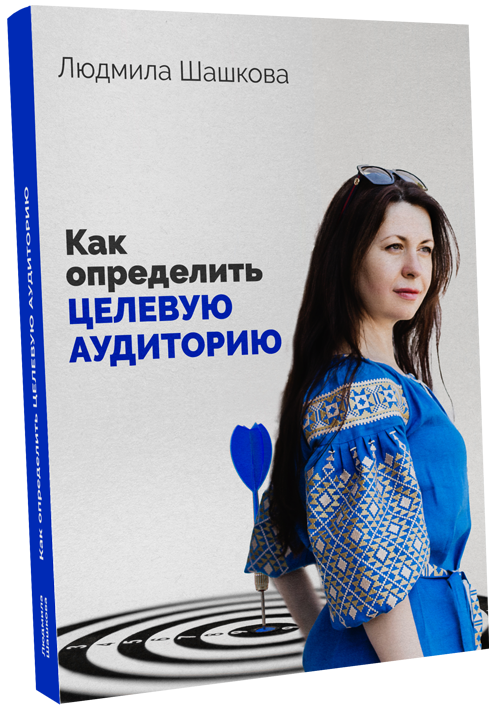 Людмила Шашкова
Как
определить
ЦЕЛЕВУЮ
АУДИТОРИЮ
Как определить ЦЕЛЕВУЮ АУДИТОРИЮ
Людмила
Шашкова